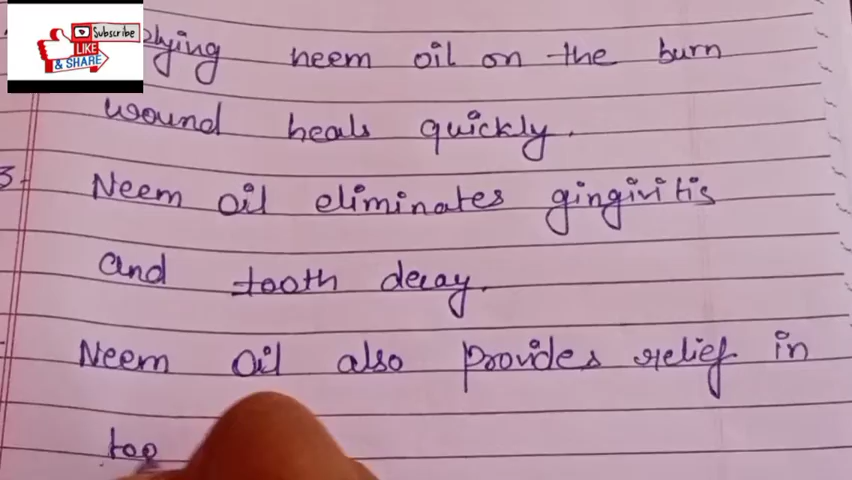 Subscribe
LIKE
& SHARE
neem oil on the burn
wound heals quickly.
3. Neem oil eliminates gingivitis
and tooth decay.
Neem Oil also provides relief in